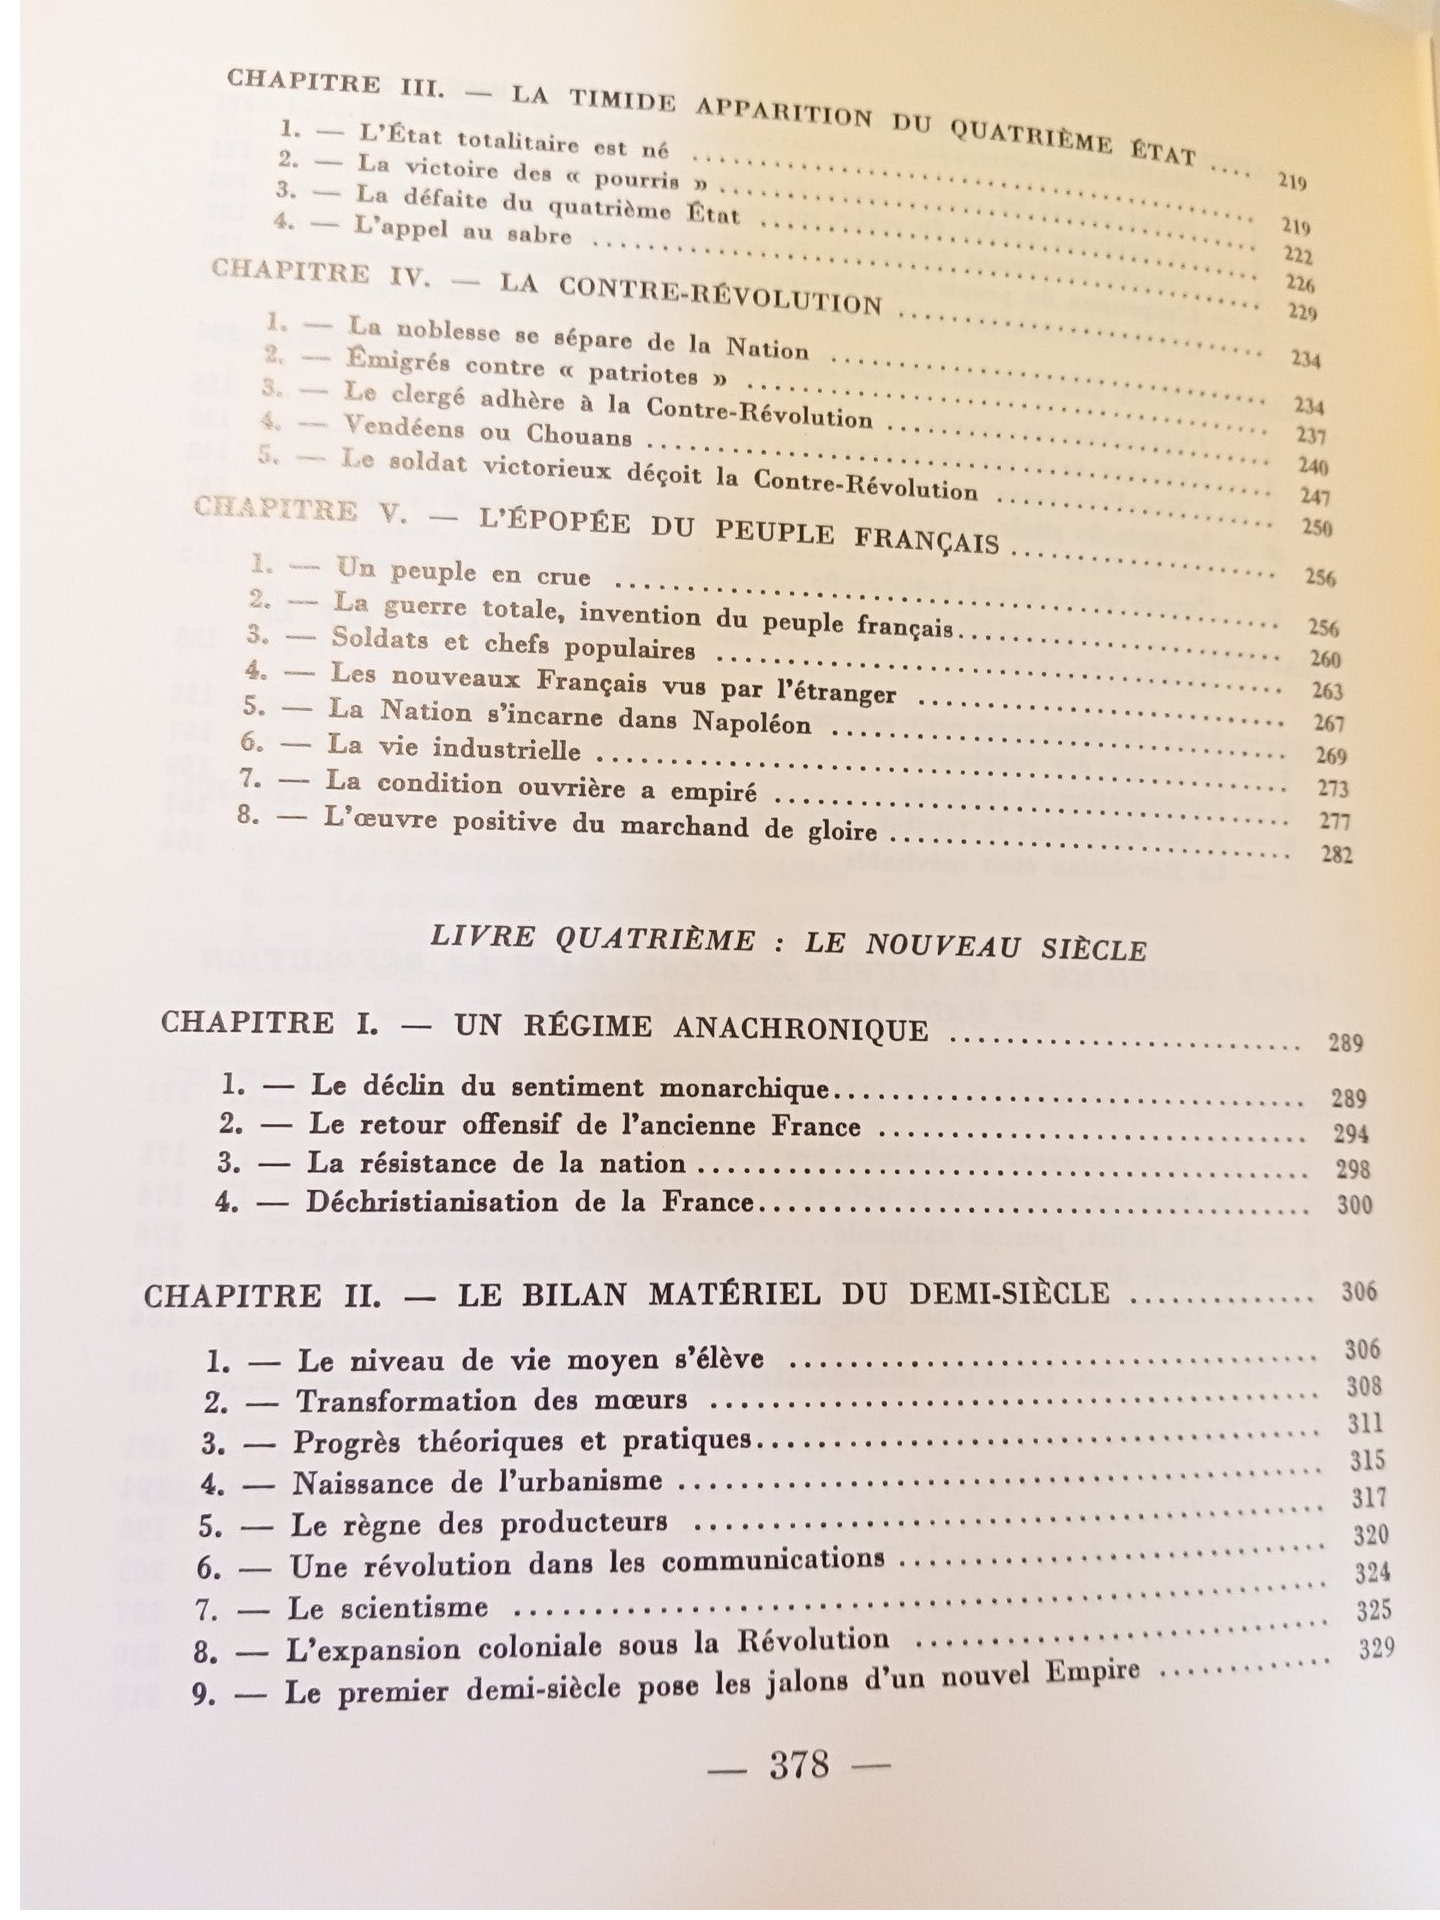 CHAPITRE III. — LA TIMIDE APPARITION DU QUATRIÈME ÉTAT .... 219
1. — L'État totalitaire est né .......... 219
2. — La victoire des « pourris » .......... 222
3. — La défaite du quatrième État .......... 226
4. — L'appel au sabre .......... 229
CHAPITRE IV. — LA CONTRE-RÉVOLUTION .......... 234
1. — La noblesse se sépare de la Nation .......... 234
2. — Émigrés contre « patriotes » .......... 237
3. — Le clergé adhère à la Contre-Révolution .......... 240
4. — Vendéens ou Chouans .......... 247
5. — Le soldat victorieux déçoit la Contre-Révolution .......... 250
CHAPITRE V. — L'ÉPOPÉE DU PEUPLE FRANÇAIS .......... 256
1. — Un peuple en crue .......... 256
2. — La guerre totale, invention du peuple français .......... 260
3. — Soldats et chefs populaires .......... 263
4. — Les nouveaux Français vus par l'étranger .......... 267
5. — La Nation s'incarne dans Napoléon .......... 269
6. — La vie industrielle .......... 273
7. — La condition ouvrière a empiré .......... 277
8. — L'œuvre positive du marchand de gloire .......... 282
LIVRE QUATRIÈME : LE NOUVEAU SIÈCLE
CHAPITRE I. — UN RÉGIME ANACHRONIQUE .......... 289
1. — Le déclin du sentiment monarchique .......... 289
2. — Le retour offensif de l'ancienne France .......... 294
3. — La résistance de la nation .......... 298
4. — Déchristianisation de la France .......... 300
CHAPITRE II. — LE BILAN MATÉRIEL DU DEMI-SIÈCLE .......... 306
1. — Le niveau de vie moyen s'élève .......... 306
2. — Transformation des mœurs .......... 308
3. — Progrès théoriques et pratiques .......... 311
4. — Naissance de l'urbanisme .......... 315
5. — Le règne des producteurs .......... 317
6. — Une révolution dans les communications .......... 320
7. — Le scientisme .......... 324
8. — L'expansion coloniale sous la Révolution .......... 325
9. — Le premier demi-siècle pose les jalons d'un nouvel Empire .......... 329
— 378 —